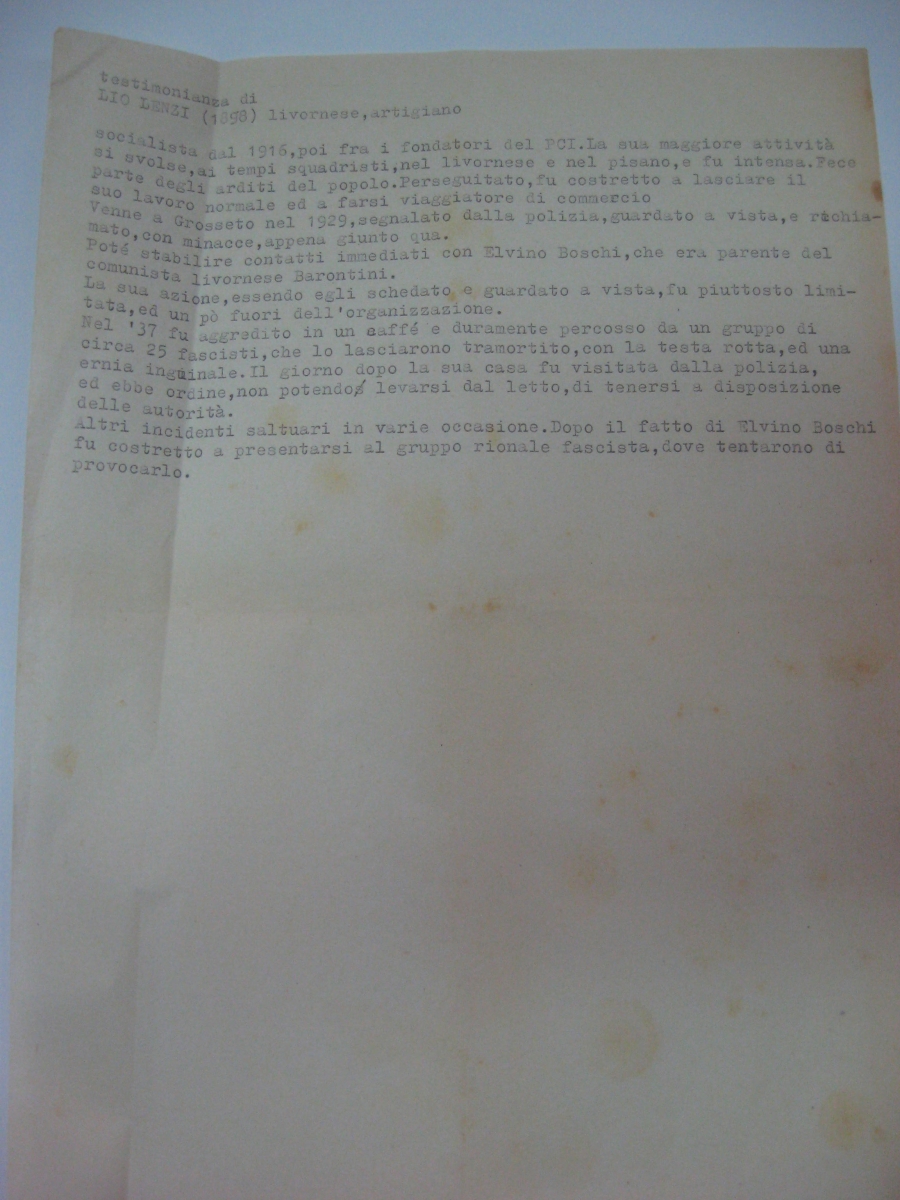 testimonianza di
LIO LENZI (1898) livornese,artigiano
socialista dal 1916,poi fra i fondatori del PCI.La sua maggiore attività
si svolse,ai tempi squadristi,nel livornese e nel pisano,e fu intensa.Fece
parte degli arditi del popolo.Perseguitato,fu costretto a lasciare il
suo lavoro normale ed a farsi viaggiatore di commercio
Venne a Grosseto nel 1929,segnalato dalla polizia,guardato a vista,e richia-
mato,con minacce,appena giunto qua.
Poté stabilire contatti immediati con Elvino Boschi,che era parente del
comunista livornese Barontini.
La sua azione,essendo egli schedato e guardato a vista,fu piuttosto limi-
tata,ed un pò fuori dell'organizzazione.
Nel '37 fu aggredito in un caffé e duramente percosso da un gruppo di
circa 25 fascisti,che lo lasciarono tramortito,con la testa rotta,ed una
ernia inguinale.Il giorno dopo la sua casa fu visitata dalla polizia,
ed ebbe ordine,non potendo levarsi dal letto,di tenersi a disposizione
delle autorità.
Altri incidenti saltuari in varie occasione.Dopo il fatto di Elvino Boschi
fu costretto a presentarsi al gruppo rionale fascista,dove tentarono di
provocarlo.